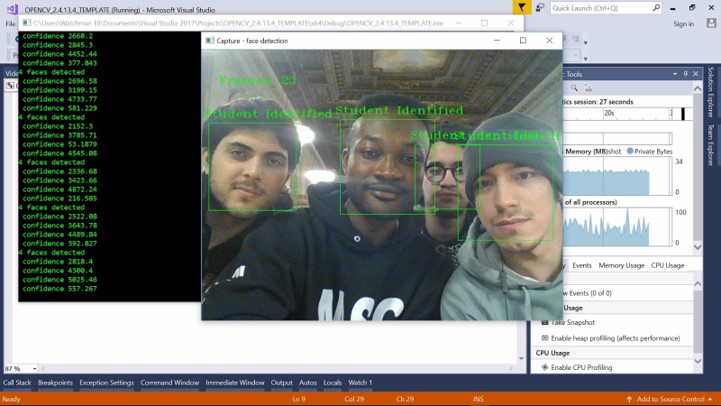 OPENCV_2.4.13.4_TEMPLATE (Running) - Microsoft Visual Studio
Quick Launch (Ctrl+Q)
File
Sign in
C:\Users\Watchman Eli\Documents\Visual Studio 2017\Projects\OPENCV_2.4.13.4_TEMPLATE\x64\Debug\OPENCV_2.4.13.4_TEMPLATE.exe
confidence 2668.2
confidence 2845.3
confidence 4452.44
confidence 377.843
4 faces detected
confidence 2696.58
confidence 3199.15
confidence 4733.77
confidence 581.229
4 faces detected
confidence 2152.3
confidence 3785.71
confidence 53.1879
confidence 4545.08
4 faces detected
confidence 2336.68
confidence 3423.66
confidence 4872.24
confidence 216.585
4 faces detected
confidence 2522.08
confidence 3643.78
confidence 4489.84
confidence 392.827
4 faces detected
confidence 2818.4
confidence 4300.4
confidence 5025.46
confidence 557.267
Capture - face detection
Student Identified
Student Identified
Tools
Solution Explorer
Team Explorer
session: 27 seconds
20s
Memory (MB)
Private Bytes
34
0
of all processors)
100
0
Events
Memory Usage
CPU Usage
Events (0 of 0)
Usage
Take Snapshot
Enable heap profiling (affects performance)
CPU Usage
Enable CPU Profiling
87 %
Call Stack
Breakpoints
Exception Settings
Command Window
Immediate Window
Output
Autos
Locals
Watch 1
Ready
Ln 9
Col 29
Ch 29
INS
Add to Source Control